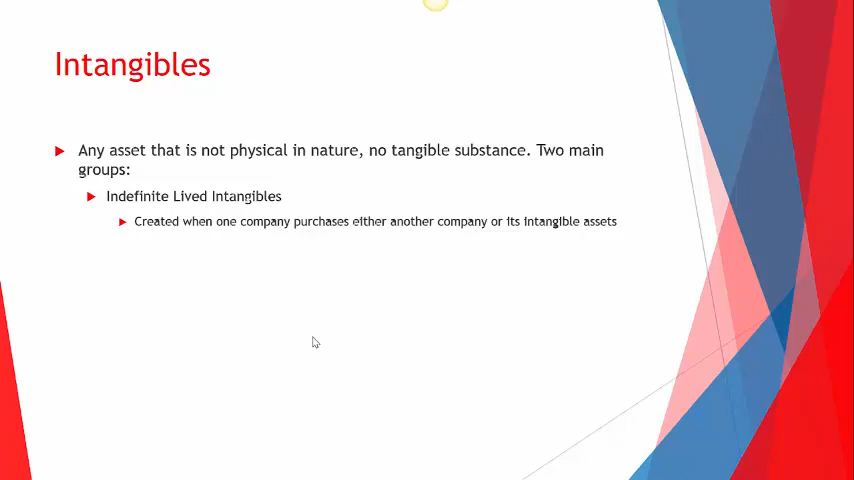 Intangibles
Any asset that is not physical in nature, no tangible substance. Two main
groups:
Indefinite Lived Intangibles
Created when one company purchases either another company or its intangible assets